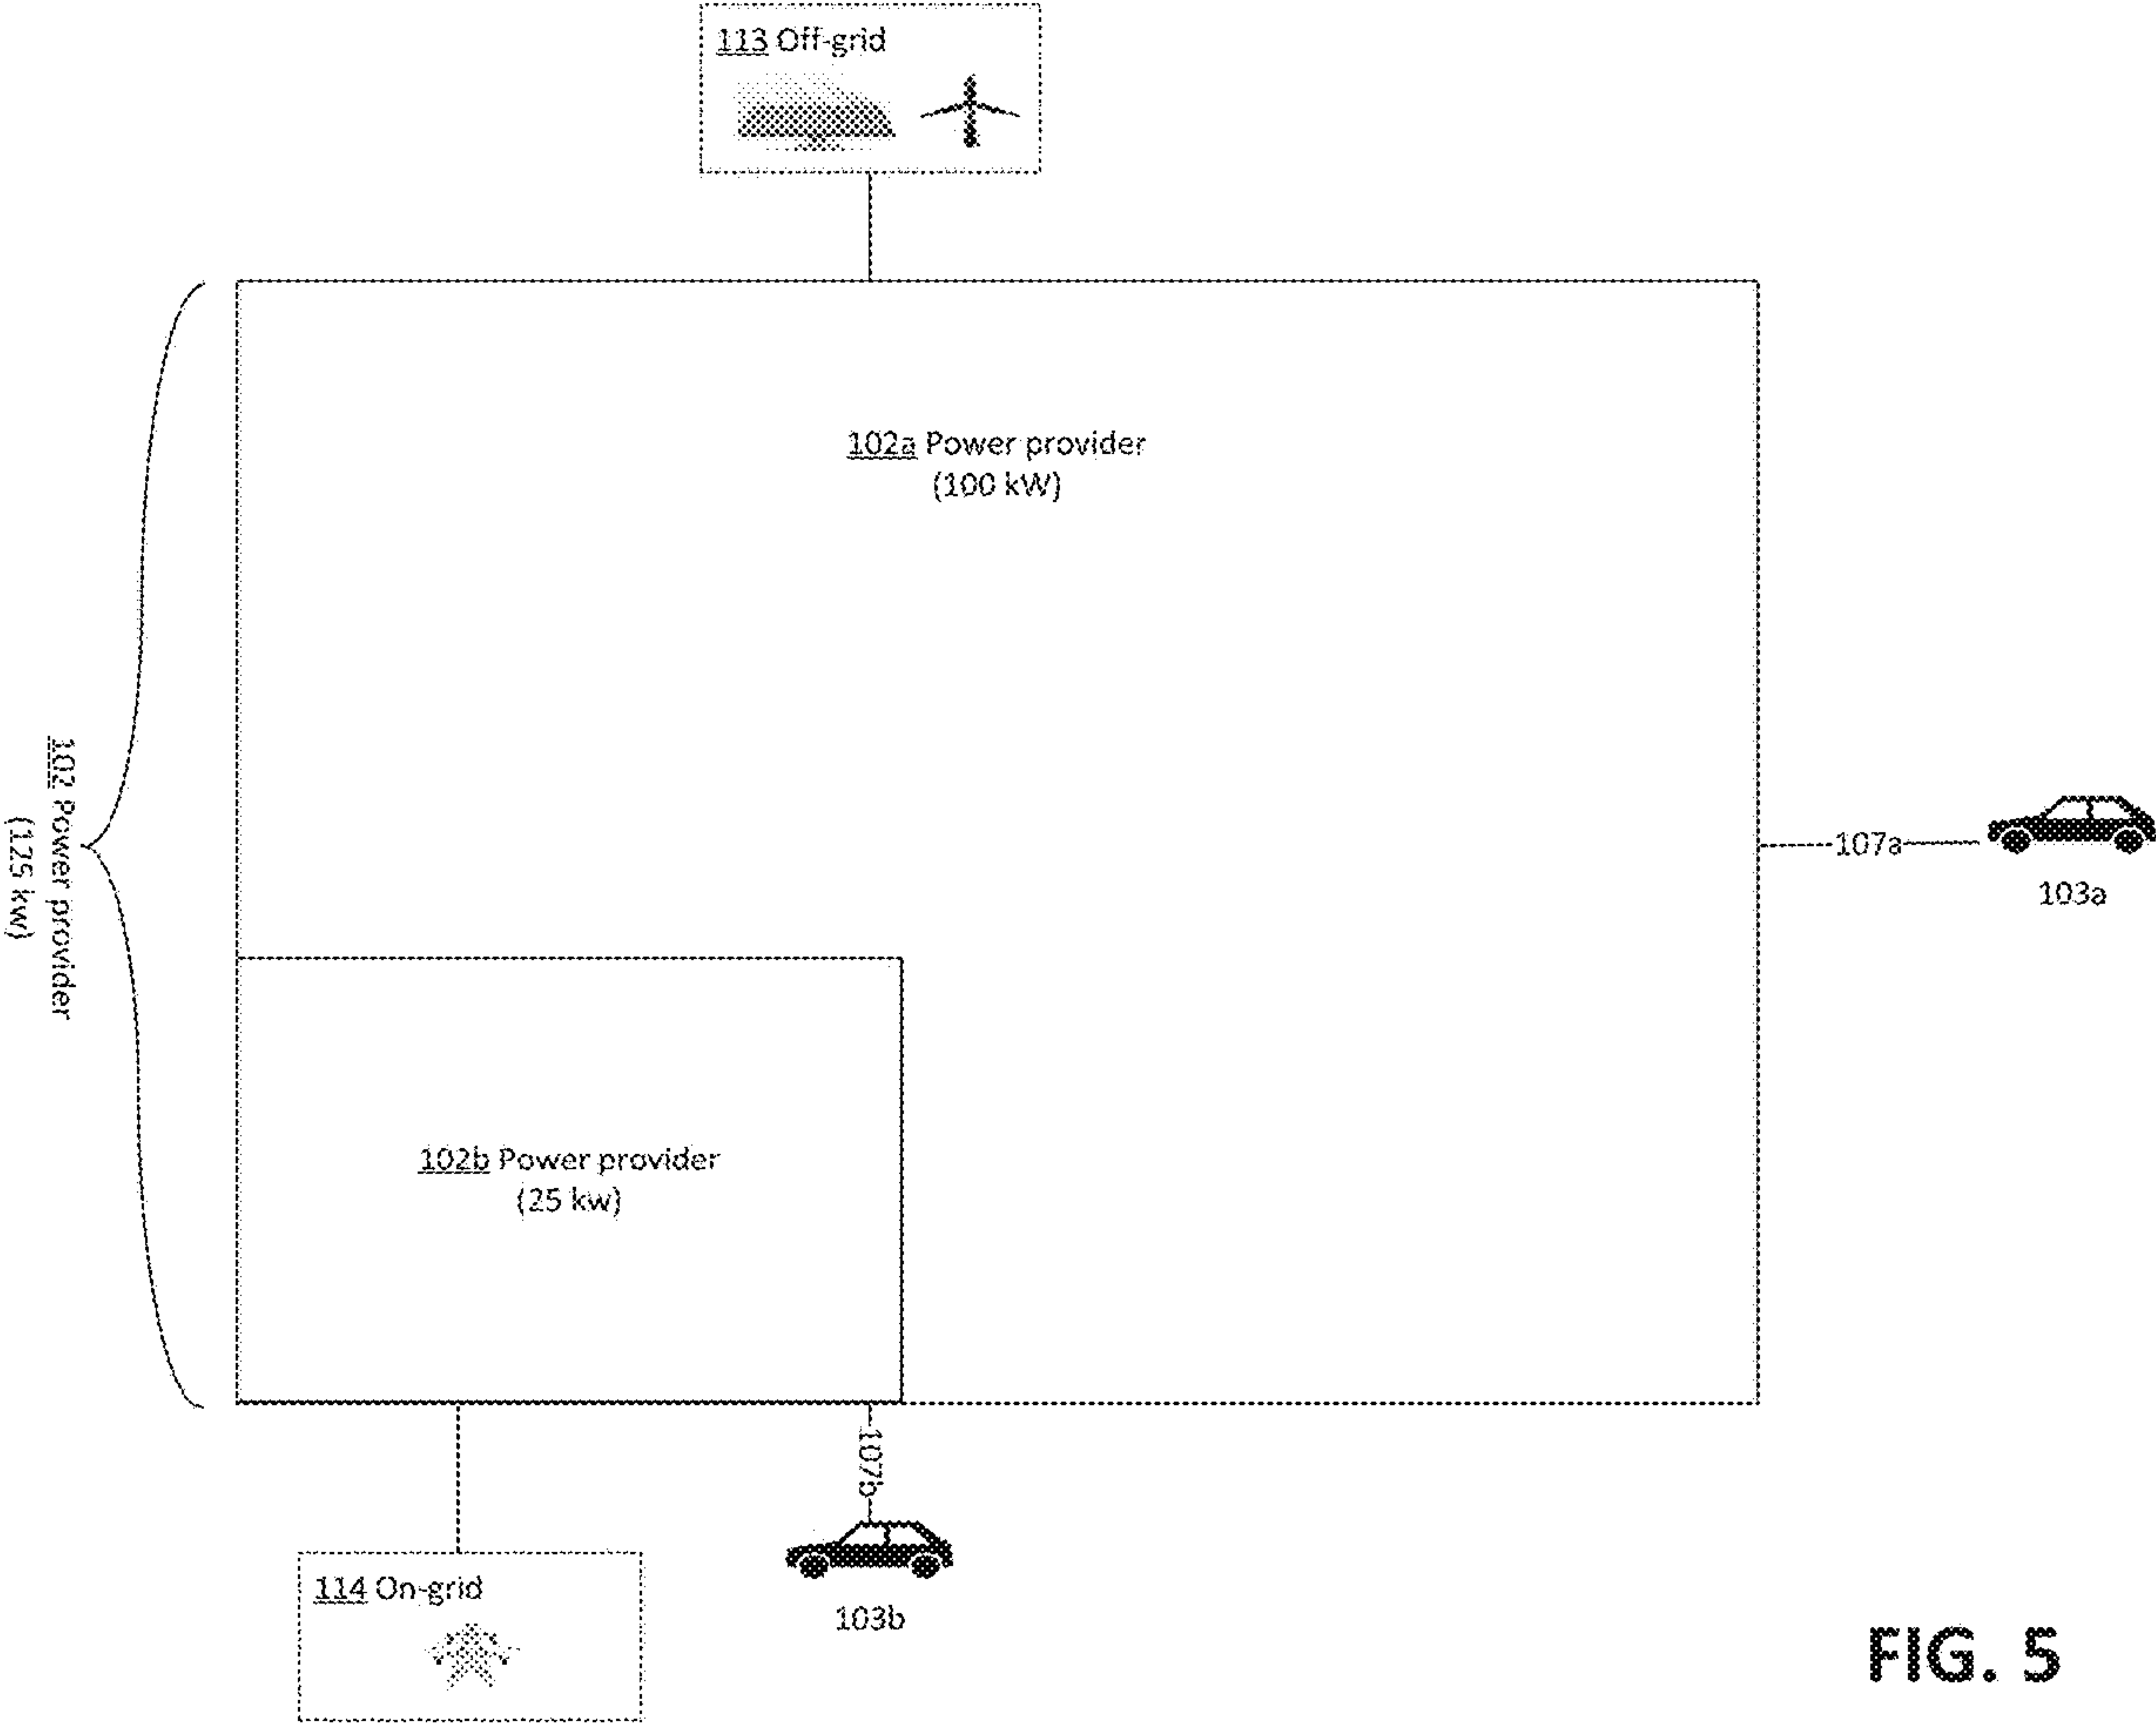 113 Off-grid
102a Power provider
(100 kW)
102 Power provider
(125 kw)
107a
103a
102b Power provider
(25 kw)
107b
114 On-grid
103b
FIG. 5